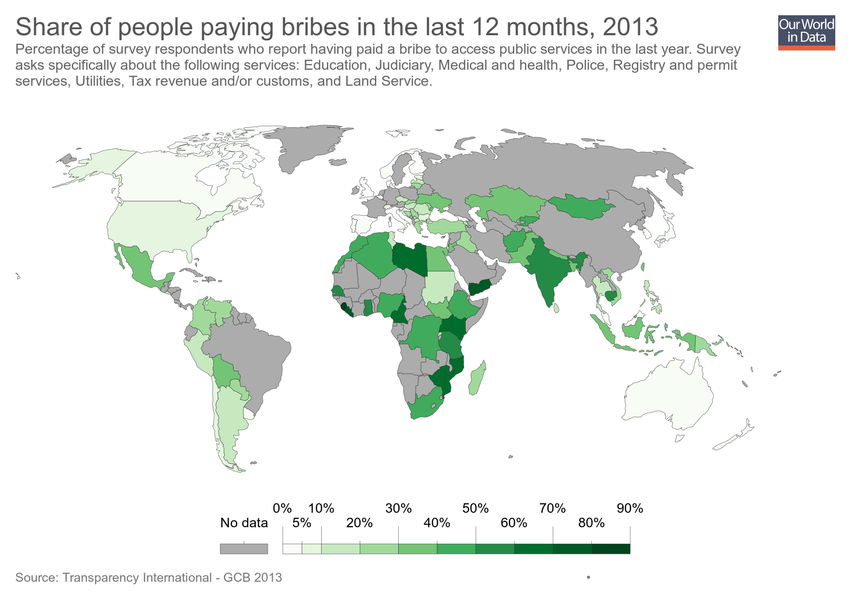 Share of people paying bribes in the last 12 months, 2013
Our World
in Data
Percentage of survey respondents who report having paid a bribe to access public services in the last year. Survey
asks specifically about the following services: Education, Judiciary, Medical and health, Police, Registry and permit
services, Utilities, Tax revenue and/or customs, and Land Service.
0% 10% 30% 50% 70% 90%
No data 5% 20% 40% 60% 80%
Source: Transparency International - GCB 2013